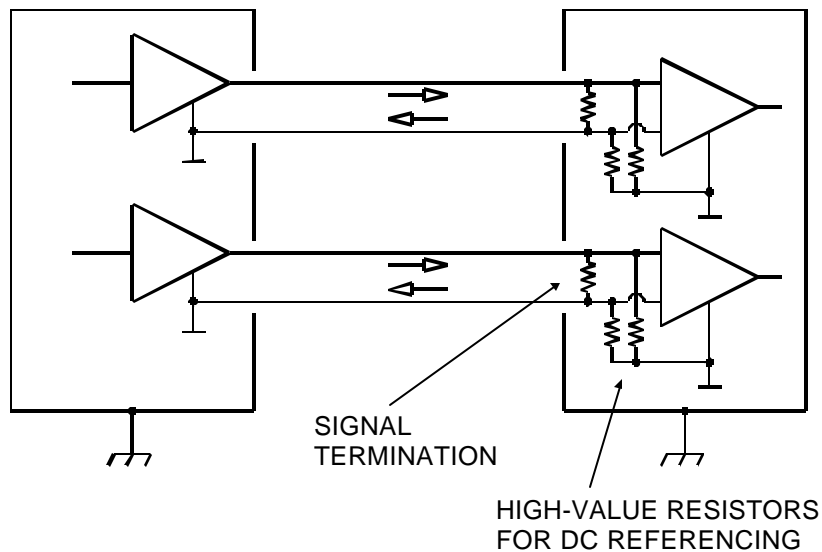 SIGNAL
TERMINATION
HIGH-VALUE RESISTORS
FOR DC REFERENCING